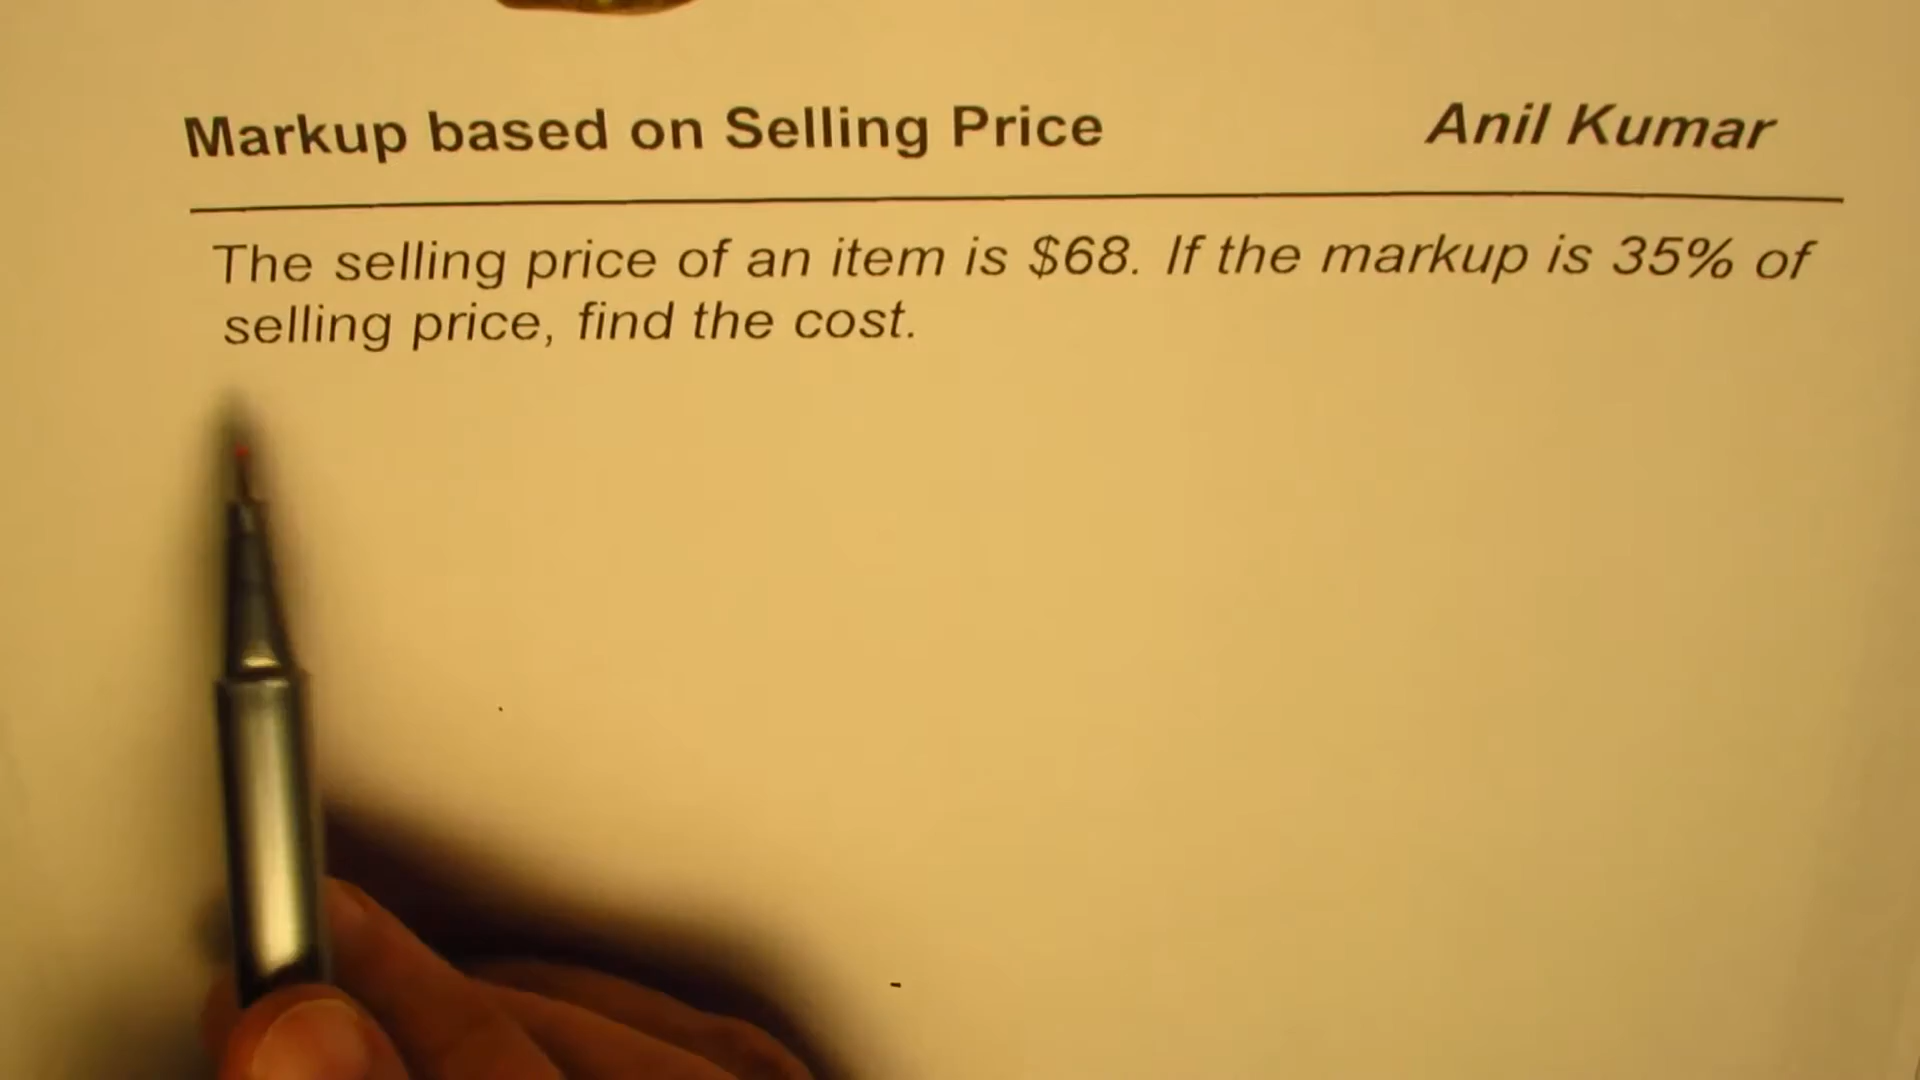 Markup based on Selling Price
Anil Kumar
The selling price of an item is $68. If the markup is 35% of
selling price, find the cost.